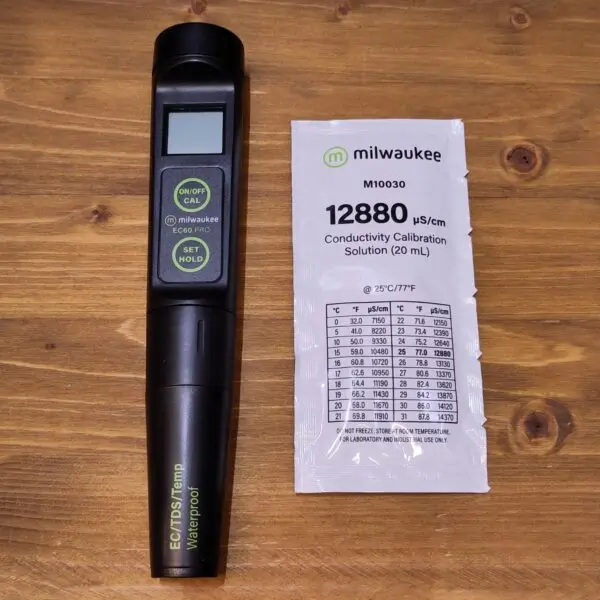 ON/OFF
CAL
milwaukee
EC60 PRO
SET
HOLD
EC/TDS/Temp
Waterproof
milwaukee
M10030
12880 µS/cm
Conductivity Calibration
Solution (20 mL)
@ 25°C/77°F
°C °F µS/cm °C °F µS/cm
0 32.0 7150 22 71.6 12150
5 41.0 8220 23 73.4 12390
10 50.0 9330 24 75.2 12640
15 59.0 10480 25 77.0 12880
16 60.8 10720 26 78.8 13130
17 62.6 10950 27 80.6 13370
18 64.4 11190 28 82.4 13620
19 66.2 11430 29 84.2 13870
20 68.0 11670 30 86.0 14120
21 69.8 11910 31 87.8 14370
DO NOT FREEZE, STORE AT ROOM TEMPERATURE.
FOR LABORATORY AND INDUSTRIAL USE ONLY.